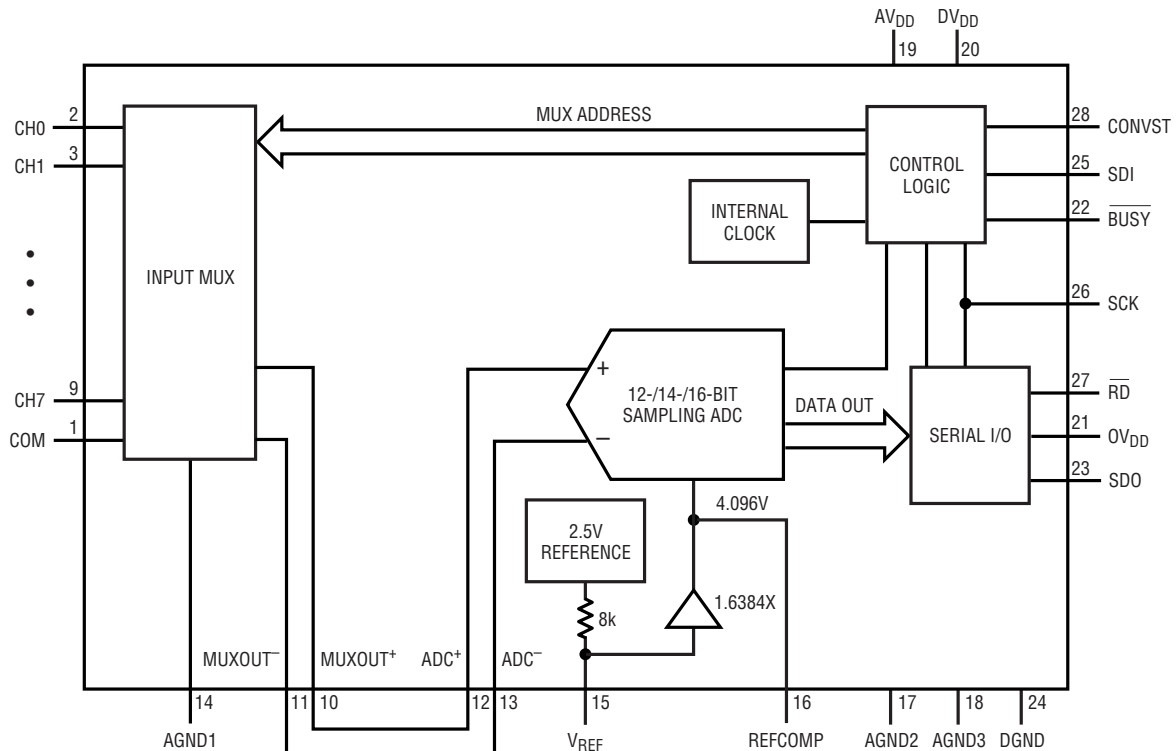 AVDD DVDD
19 20
2 CH0
3 CH1
9 CH7
1 COM
INPUT MUX
MUX ADDRESS
CONTROL
LOGIC
INTERNAL
CLOCK
28 CONVST
25 SDI
22 BUSY
26 SCK
27 RD
21 OVDD
23 SDO
+
−
12-/14-/16-BIT
SAMPLING ADC
DATA OUT
SERIAL I/O
4.096V
2.5V
REFERENCE
8k
1.6384X
MUXOUT− MUXOUT+ ADC+ ADC−
14 11 10 12 13 15 16 17 18 24
AGND1 VREF REFCOMP AGND2 AGND3 DGND